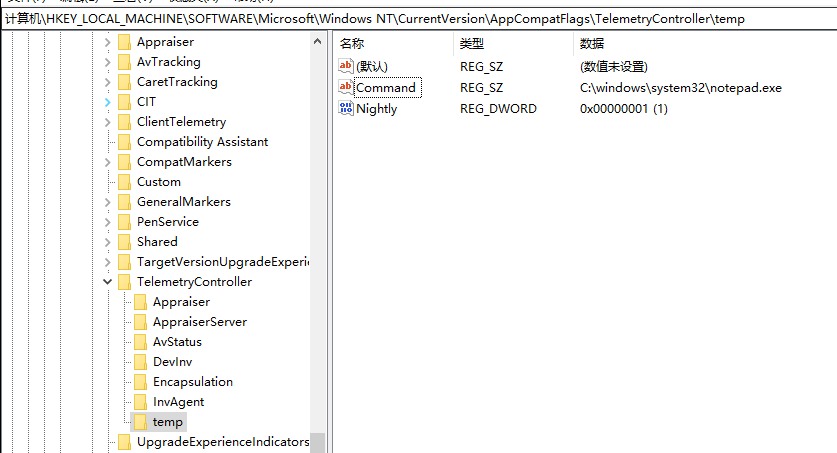 计算机\HKEY_LOCAL_MACHINE\SOFTWARE\Microsoft\Windows NT\CurrentVersion\AppCompatFlags\TelemetryController\temp
Appraiser
AvTracking
CaretTracking
CIT
ClientTelemetry
Compatibility Assistant
CompatMarkers
Custom
GeneralMarkers
PenService
Shared
TargetVersionUpgradeExperie
TelemetryController
Appraiser
AppraiserServer
AvStatus
DevInv
Encapsulation
InvAgent
temp
UpgradeExperienceIndicators
名称 类型 数据
(默认) REG_SZ (数值未设置)
Command REG_SZ C:\windows\system32\notepad.exe
Nightly REG_DWORD 0x00000001 (1)